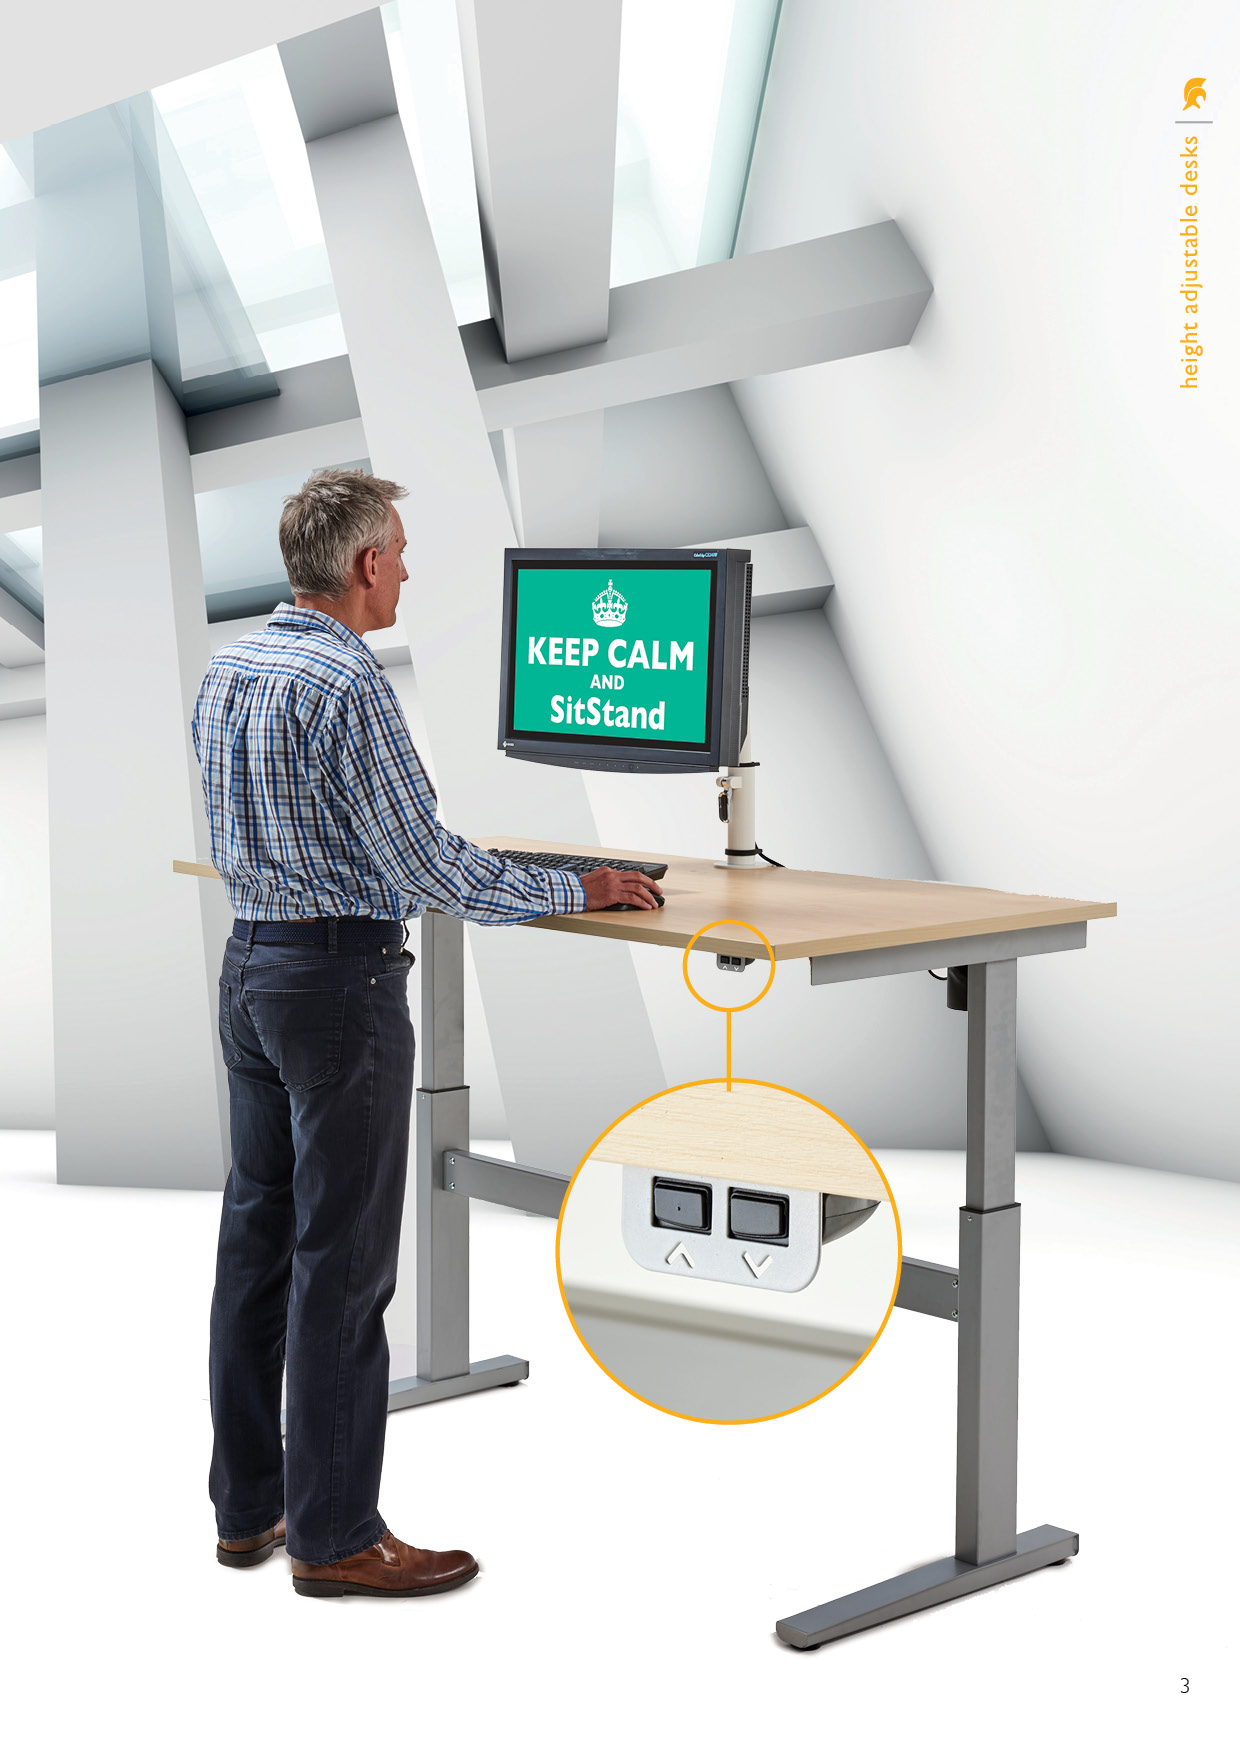 height adjustable desks
KEEP CALM
AND
SitStand
3